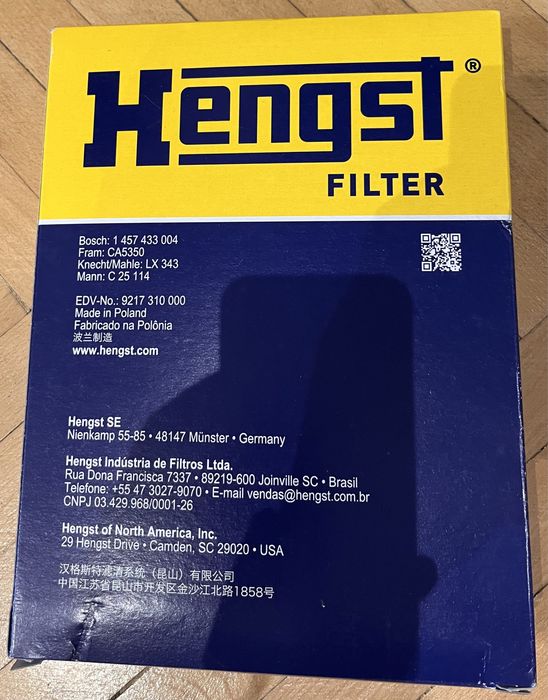 Hengst®
FILTER
Bosch: 1 457 433 004
Fram: CA5350
Knecht/Mahle: LX 343
Mann: C 25 114
EDV-No.: 9217 310 000
Made in Poland
Fabricado na Polônia
波兰制造
www.hengst.com
Hengst SE
Nienkamp 55-85 • 48147 Münster • Germany
Hengst Indústria de Filtros Ltda.
Rua Dona Francisca 7337 • 89219-600 Joinville SC • Brasil
Telefone: +55 47 3027-9070 • E-mail vendas@hengst.com.br
CNPJ 03.429.968/0001-26
Hengst of North America, Inc.
29 Hengst Drive • Camden, SC 29020 • USA
汉格斯特滤清系统（昆山）有限公司
中国江苏省昆山市开发区金沙江北路1858号